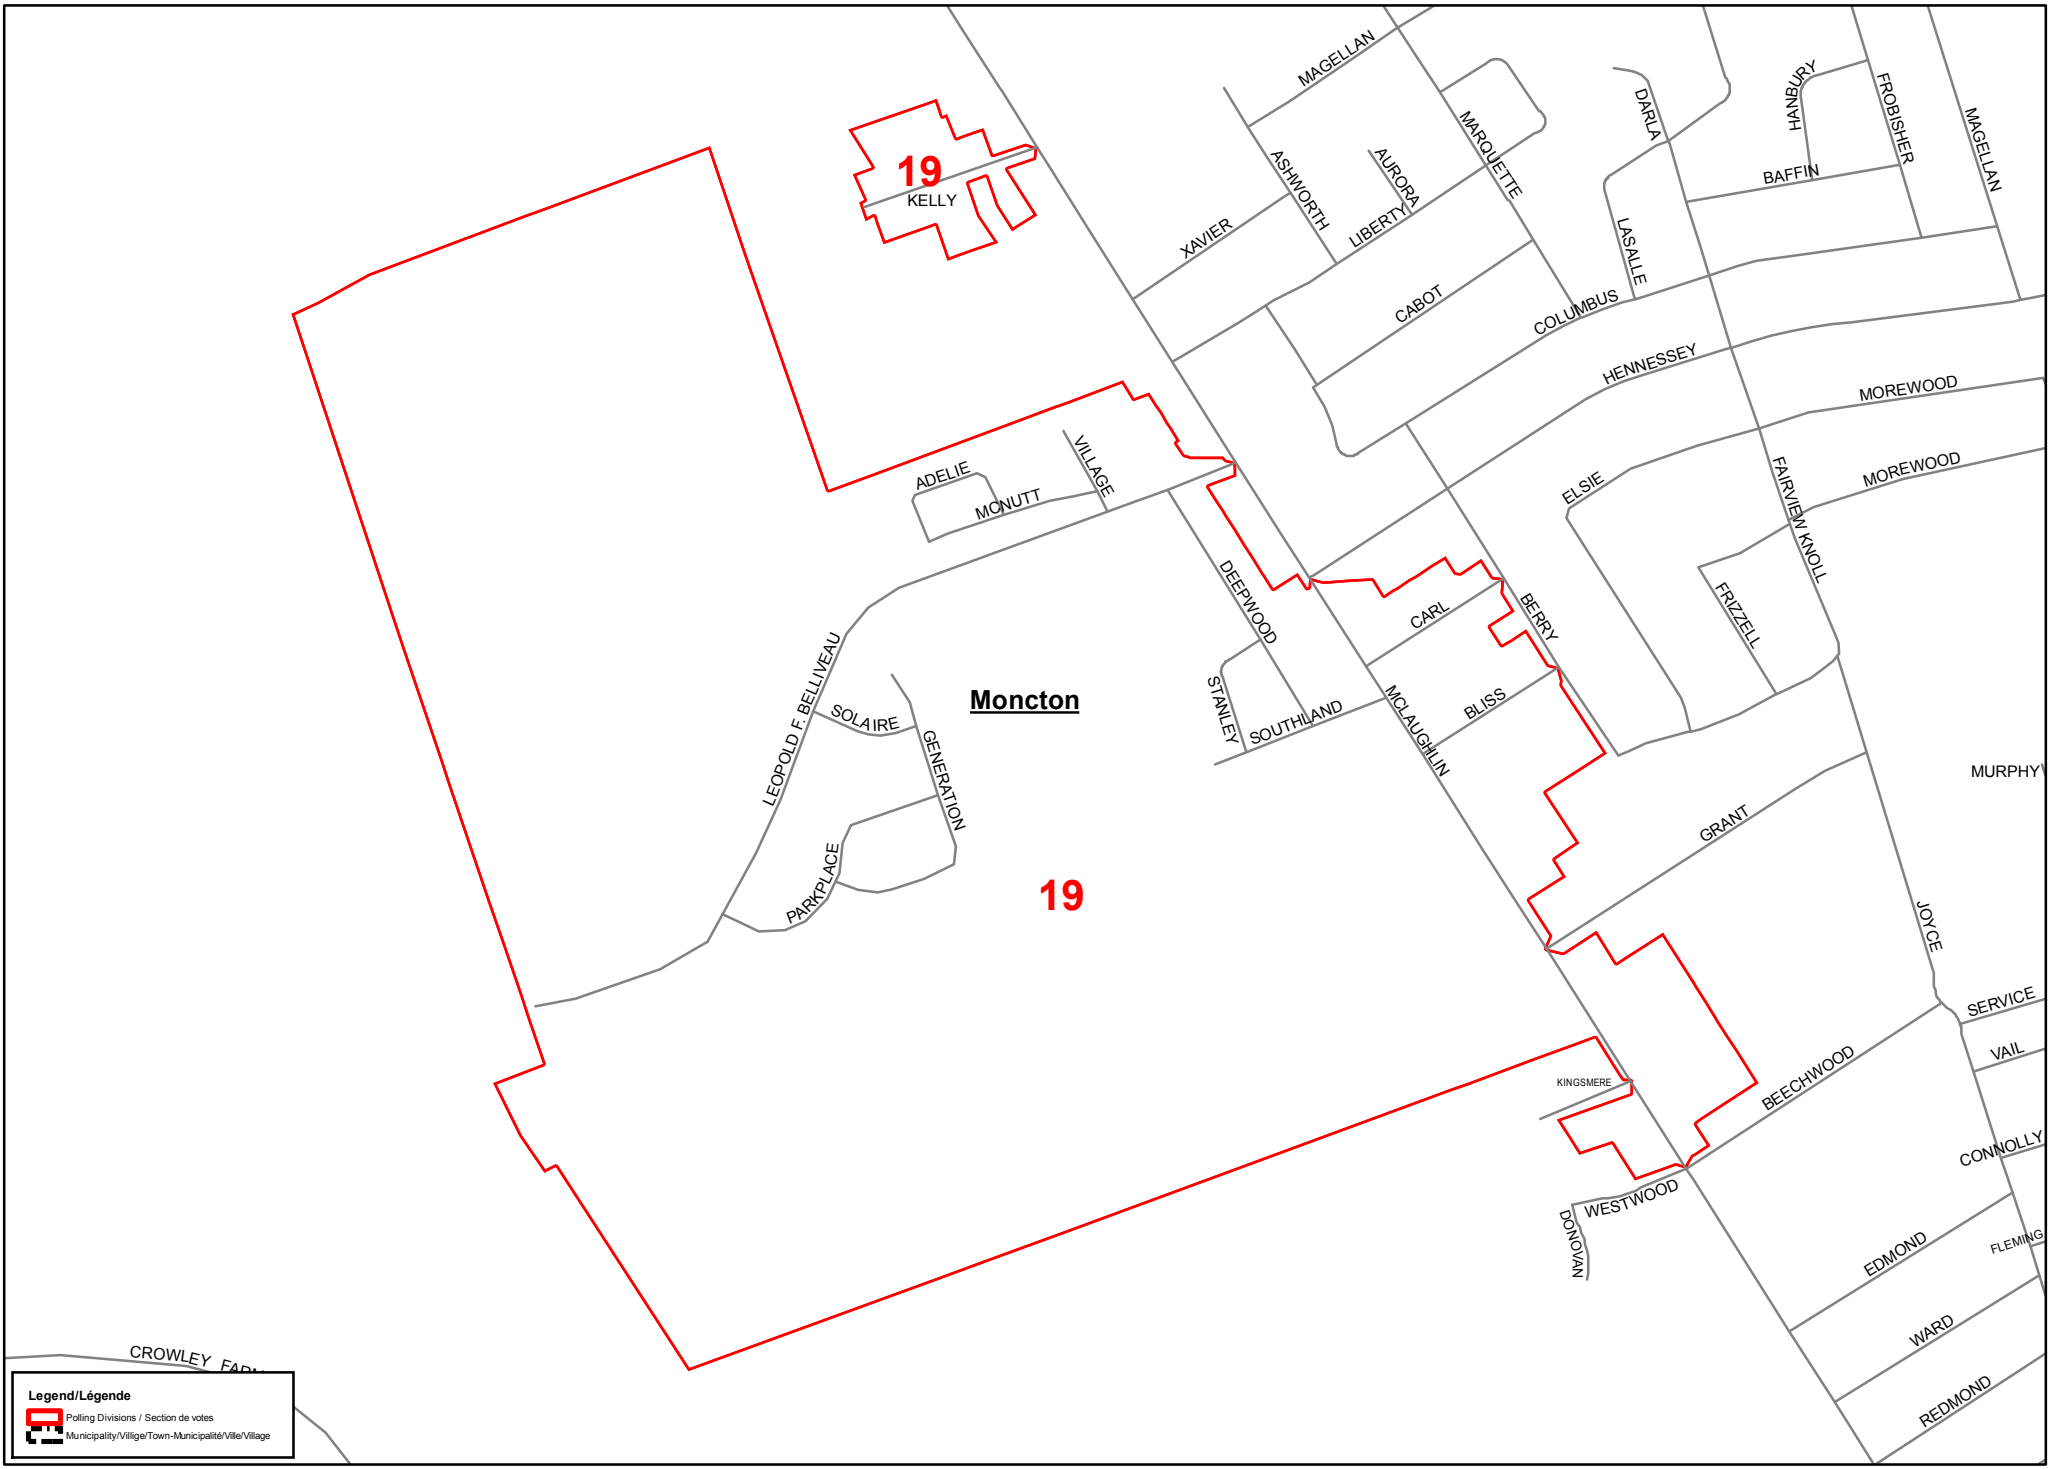 MAGELLAN
HANBURY
FROBISHER
DARLA
MAGELLAN
MARQUETTE
19
KELLY
ASHWORTH
AURORA
BAFFIN
XAVIER
LIBERTY
LASALLE
CABOT
COLUMBUS
HENNESSEY
MOREWOOD
VILLAGE
ADELIE
MCNUTT
ELSIE
FAIRVIEW KNOLL
MOREWOOD
DEEPWOOD
CARL
BERRY
FRIZZELL
LEOPOLD F. BELLIVEAU
Moncton
SOLAIRE
STANLEY
SOUTHLAND
MCLAUGHLIN
BLISS
GENERATION
MURPHY
GRANT
PARKPLACE
19
JOYCE
SERVICE
VAIL
KINGSMERE
BEECHWOOD
CONNOLLY
WESTWOOD
DONOVAN
EDMOND
FLEMING
WARD
REDMOND
CROWLEY FARM
Legend/Légende
Polling Divisions / Section de votes
Municipality/Villige/Town-Municipalité/Ville/Village